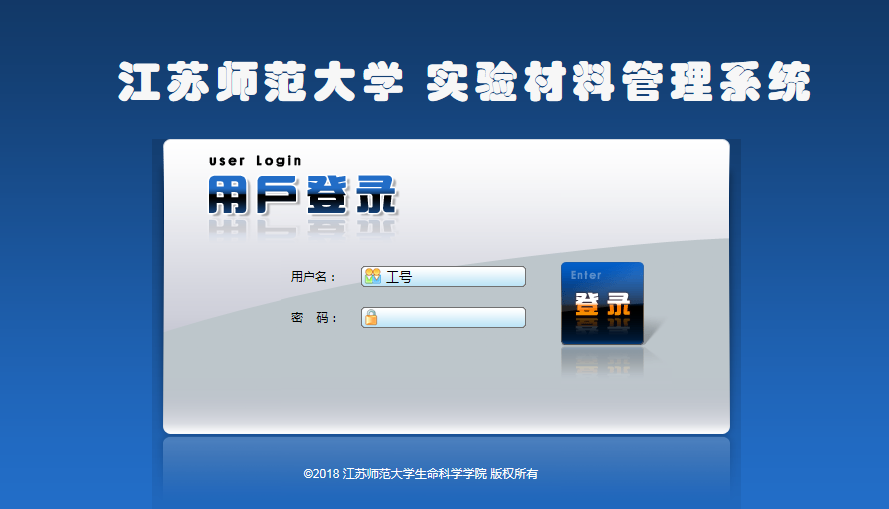 江苏师范大学 实验材料管理系统
user Login
用戶登录
用户名：
工号
密 码：
Enter
登录
©2018 江苏师范大学生命科学学院 版权所有